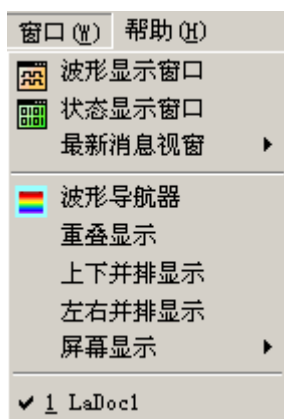 窗口(W) 帮助(H)
波形显示窗口
状态显示窗口
最新消息视窗
波形导航器
重叠显示
上下并排显示
左右并排显示
屏幕显示
✔ 1 LaDoc1